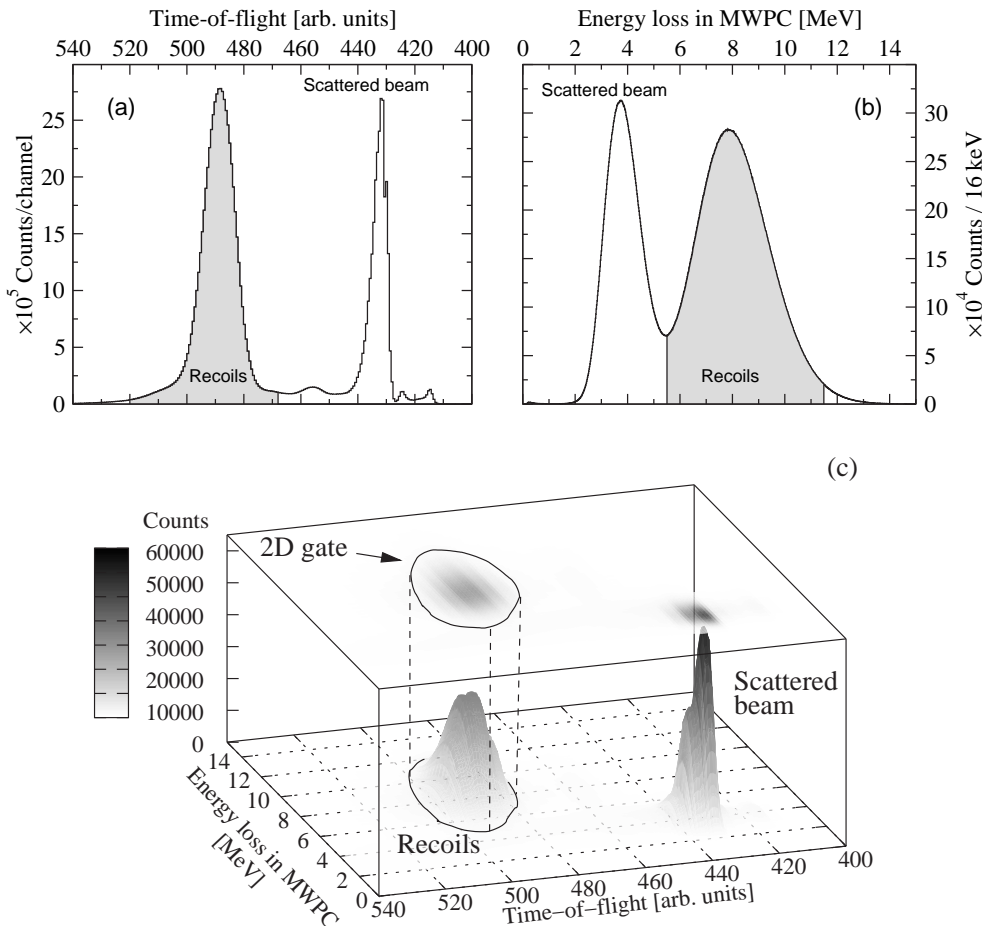 Time-of-flight [arb. units]
540 520 500 480 460 440 420 400
(a)
Scattered beam
Recoils
×10⁵ Counts/channel
25
20
15
10
5
0
Energy loss in MWPC [MeV]
0 2 4 6 8 10 12 14
Scattered beam
(b)
Recoils
30
25
20
15
10
5
0
×10⁴ Counts / 16 keV
(c)
Counts
60000
50000
40000
30000
20000
10000
0
2D gate
Scattered
beam
Recoils
14
12
10
8
6
4
2
0
Energy loss in MWPC
[MeV]
540 520 500 480 460 440 420 400
Time−of−flight [arb. units]